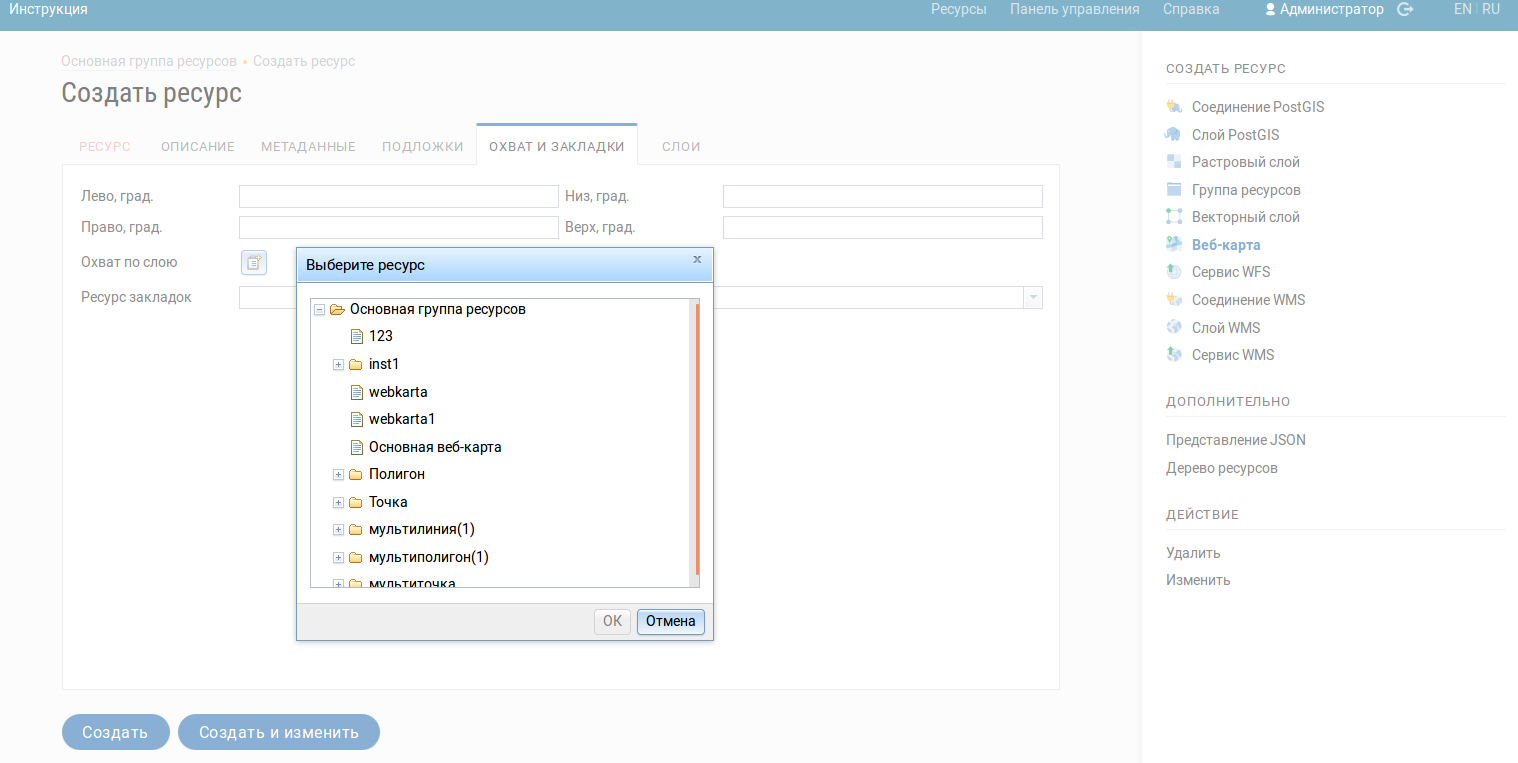 Инструкция
Ресурсы Панель управления Справка Администратор EN RU
Основная группа ресурсов • Создать ресурс
Создать ресурс
РЕСУРС ОПИСАНИЕ МЕТАДАННЫЕ ПОДЛОЖКИ ОХВАТ И ЗАКЛАДКИ СЛОИ
Лево, град. Низ, град.
Право, град. Верх, град.
Охват по слою
Ресурс закладок
Выберите ресурс x
Основная группа ресурсов
123
inst1
webkarta
webkarta1
Основная веб-карта
Полигон
Точка
мультилиния(1)
мультиполигон(1)
мультиточка
ОК Отмена
Создать Создать и изменить
СОЗДАТЬ РЕСУРС
Соединение PostGIS
Слой PostGIS
Растровый слой
Группа ресурсов
Векторный слой
Веб-карта
Сервис WFS
Соединение WMS
Слой WMS
Сервис WMS
ДОПОЛНИТЕЛЬНО
Представление JSON
Дерево ресурсов
ДЕЙСТВИЕ
Удалить
Изменить